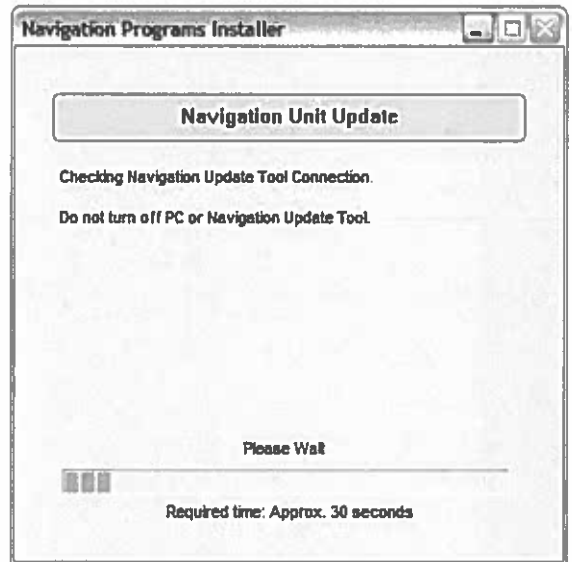 Navigation Programs Installer
Navigation Unit Update
Checking Navigation Update Tool Connection.
Do not turn off PC or Navigation Update Tool.
Please Wait
Required time: Approx. 30 seconds